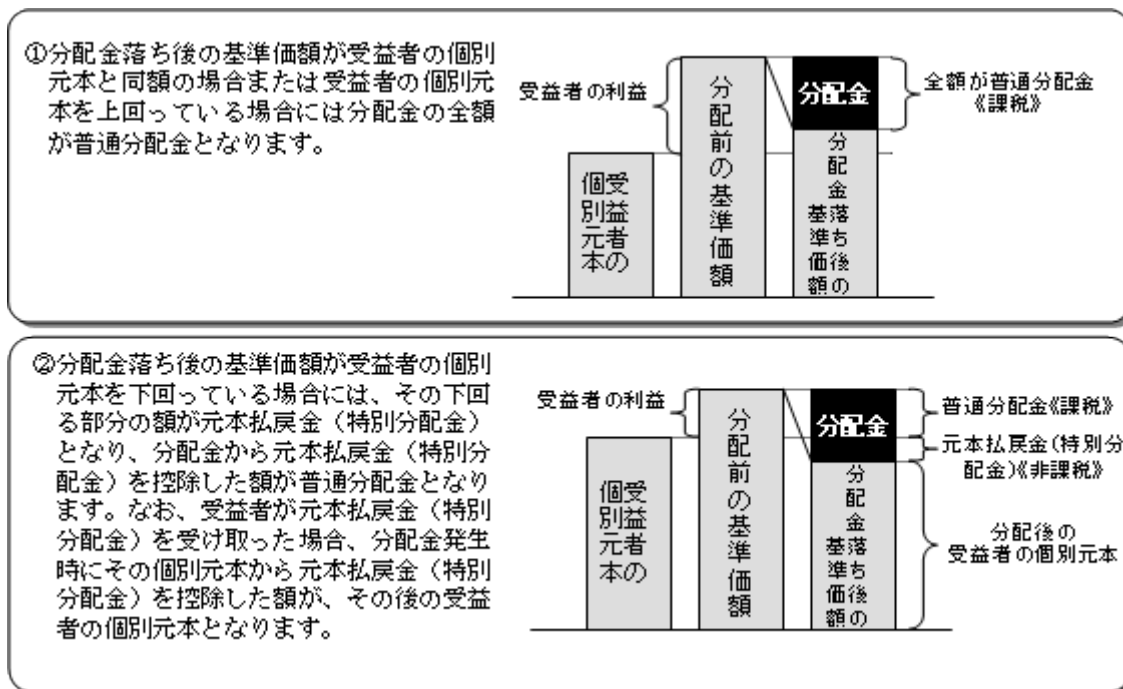 ①分配金落ち後の基準価額が受益者の個別
元本と同額の場合または受益者の個別元
本を上回っている場合には分配金の全額
が普通分配金となります。
受益者の利益
受益者の
個別元本
分配前の基準価額
分配金
分配金落ち後の
基準価額
全額が普通分配金
《課税》
②分配金落ち後の基準価額が受益者の個別
元本を下回っている場合には、その下回
る部分の額が元本払戻金（特別分配金）
となり、分配金から元本払戻金（特別分
配金）を控除した額が普通分配金となり
ます。なお、受益者が元本払戻金（特別
分配金）を受け取った場合、分配金発生
時にその個別元本から元本払戻金（特別
分配金）を控除した額が、その後の受益
者の個別元本となります。
受益者の利益
受益者の
個別元本
分配前の基準価額
分配金
分配金落ち後の
基準価額
普通分配金《課税》
元本払戻金（特別分
配金）《非課税》
分配後の
受益者の個別元本